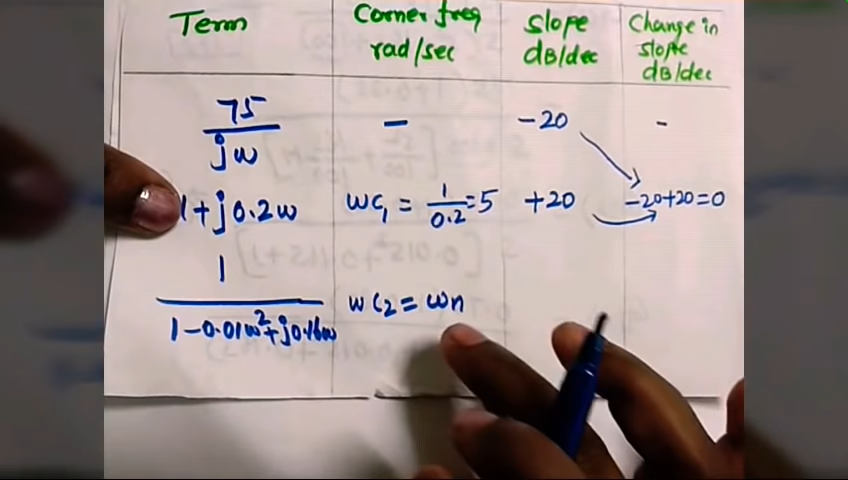 Term Corner freq rad/sec slope dB/dec Change in slope dB/dec
75/jω - -20 -
1+j0.2ω ωc1 = 1/0.2 = 5 +20 -20+20=0
1/1-0.01ω²+j0.16ω ωc2 = ωn